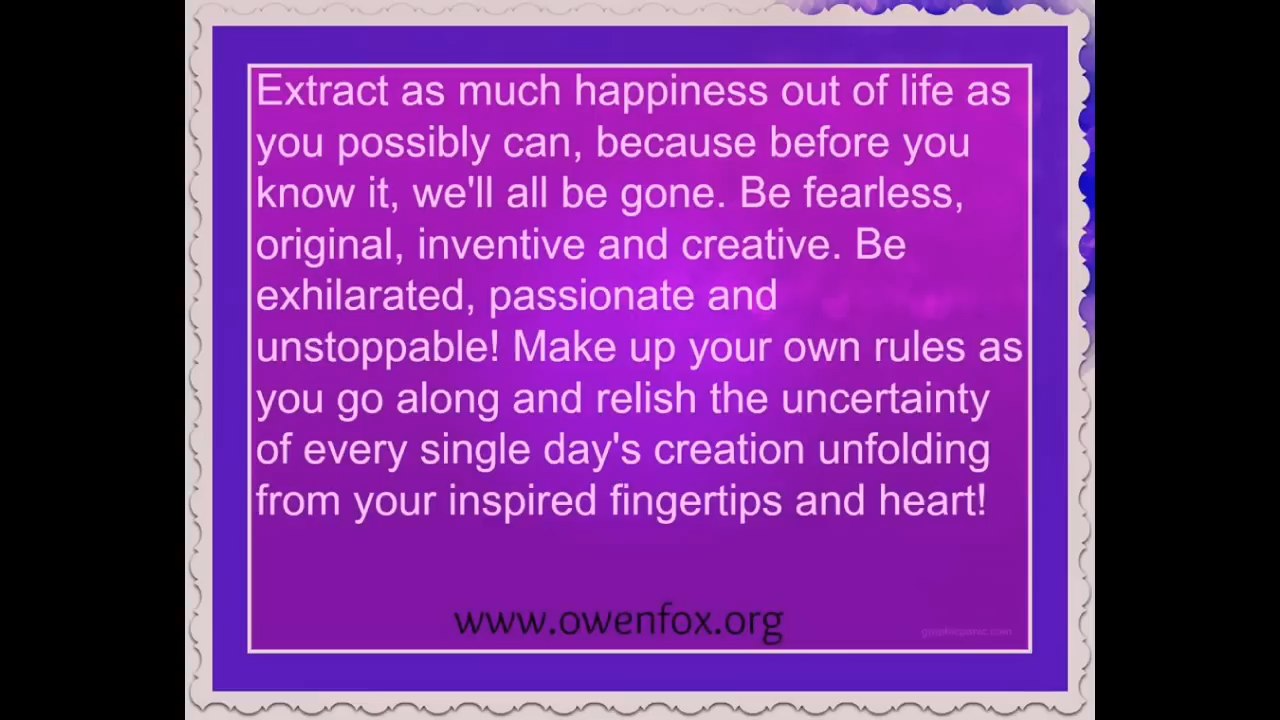 Extract as much happiness out of life as
you possibly can, because before you
know it, we'll all be gone. Be fearless,
original, inventive and creative. Be
exhilarated, passionate and
unstoppable! Make up your own rules as
you go along and relish the uncertainty
of every single day's creation unfolding
from your inspired fingertips and heart!
www.owenfox.org